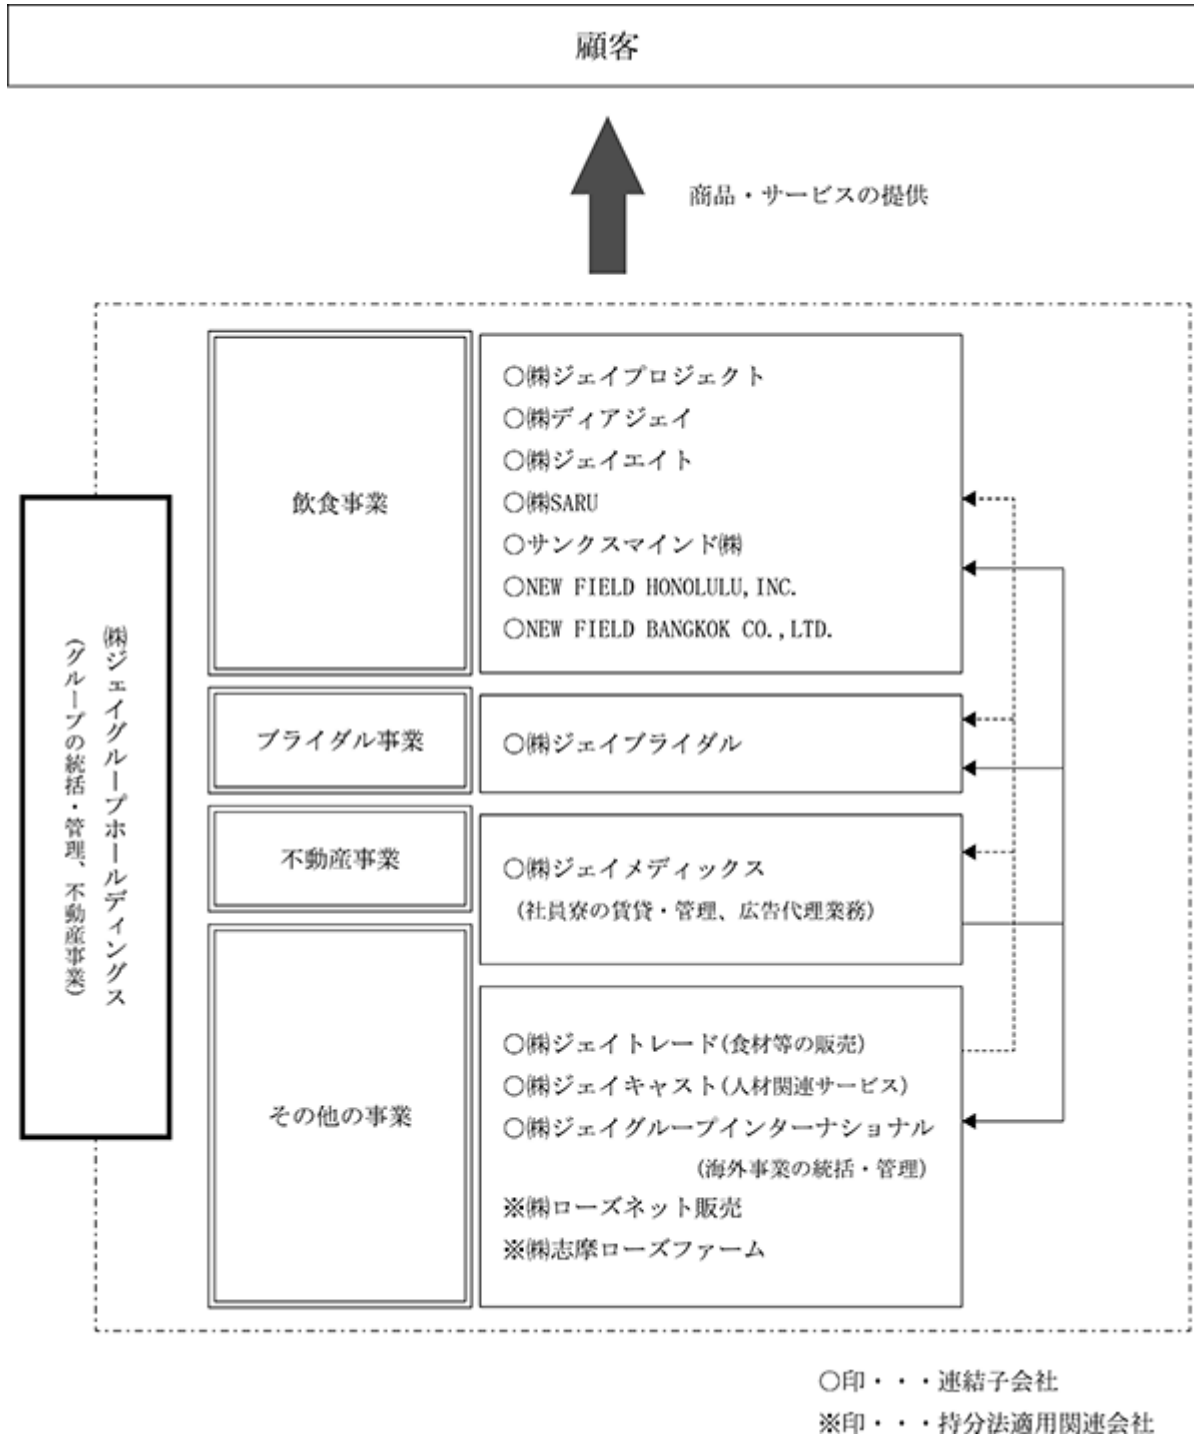 顧客
商品・サービスの提供
㈱ジェイグループホールディングス
(グループの統括・管理、不動産事業)
飲食事業
○㈱ジェイプロジェクト
○㈱ディアジェイ
○㈱ジェイエイト
○㈱SARU
○サンクスマインド㈱
○NEW FIELD HONOLULU,INC.
○NEW FIELD BANGKOK CO.,LTD.
ブライダル事業
○㈱ジェイブライダル
不動産事業
○㈱ジェイメディックス
(社員寮の賃貸・管理、広告代理業務)
その他の事業
○㈱ジェイトレード(食材等の販売)
○㈱ジェイキャスト(人材関連サービス)
○㈱ジェイグループインターナショナル
(海外事業の統括・管理)
※㈱ローズネット販売
※㈱志摩ローズファーム
○印・・・連結子会社
※印・・・持分法適用関連会社